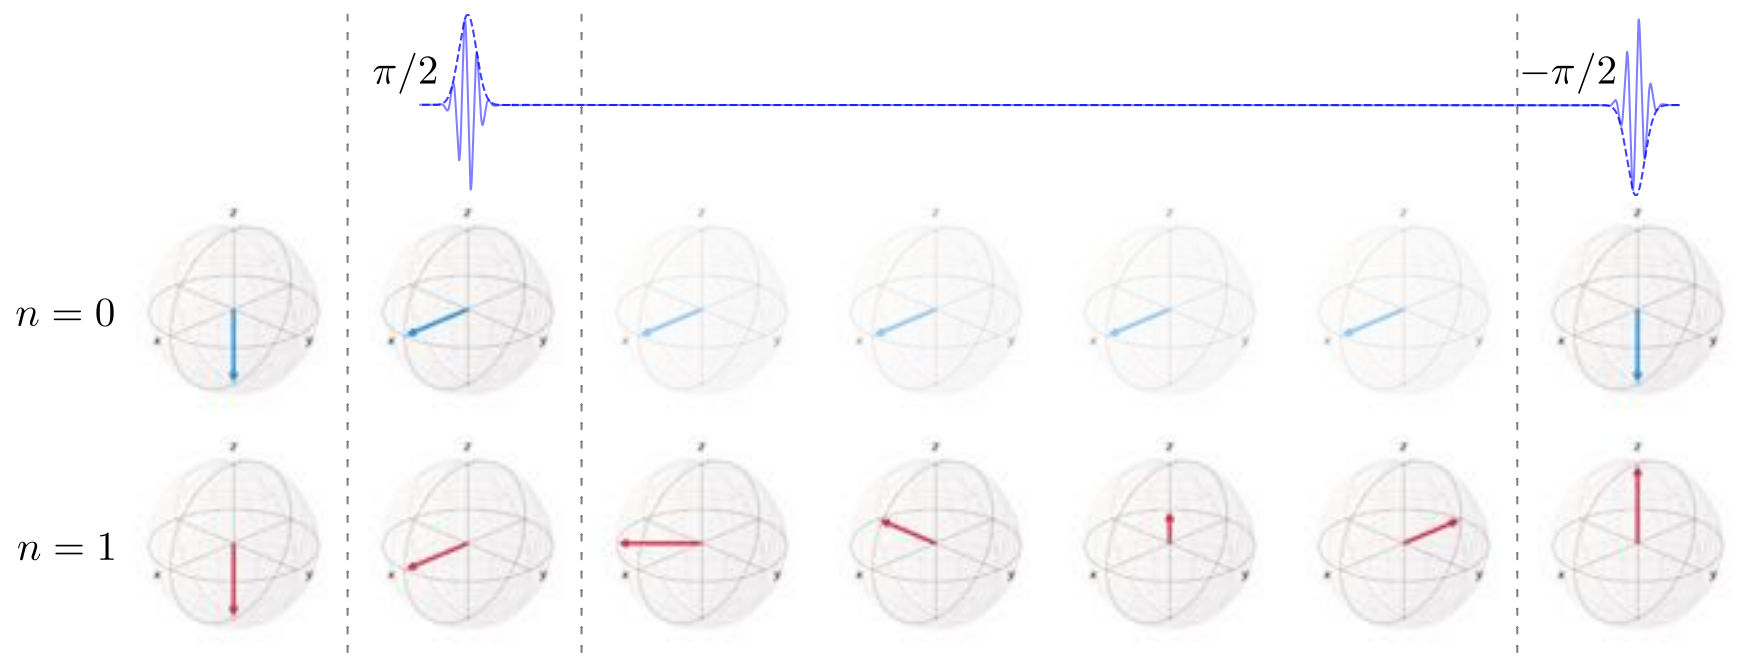 π/2
−π/2
z z z z z z z
n = 0
x y x y x y x y x y x y x y
z z z z z z z
n = 1
x y x y x y x y x y x y x y